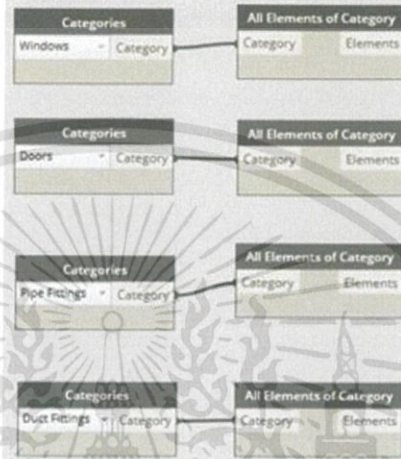 Categories
All Elements of Category
Windows
Category
Category
Elements
Categories
All Elements of Category
Doors
Category
Category
Elements
Categories
All Elements of Category
Pipe Fittings
Category
Category
Elements
Categories
All Elements of Category
Duct Fittings
Category
Category
Elements